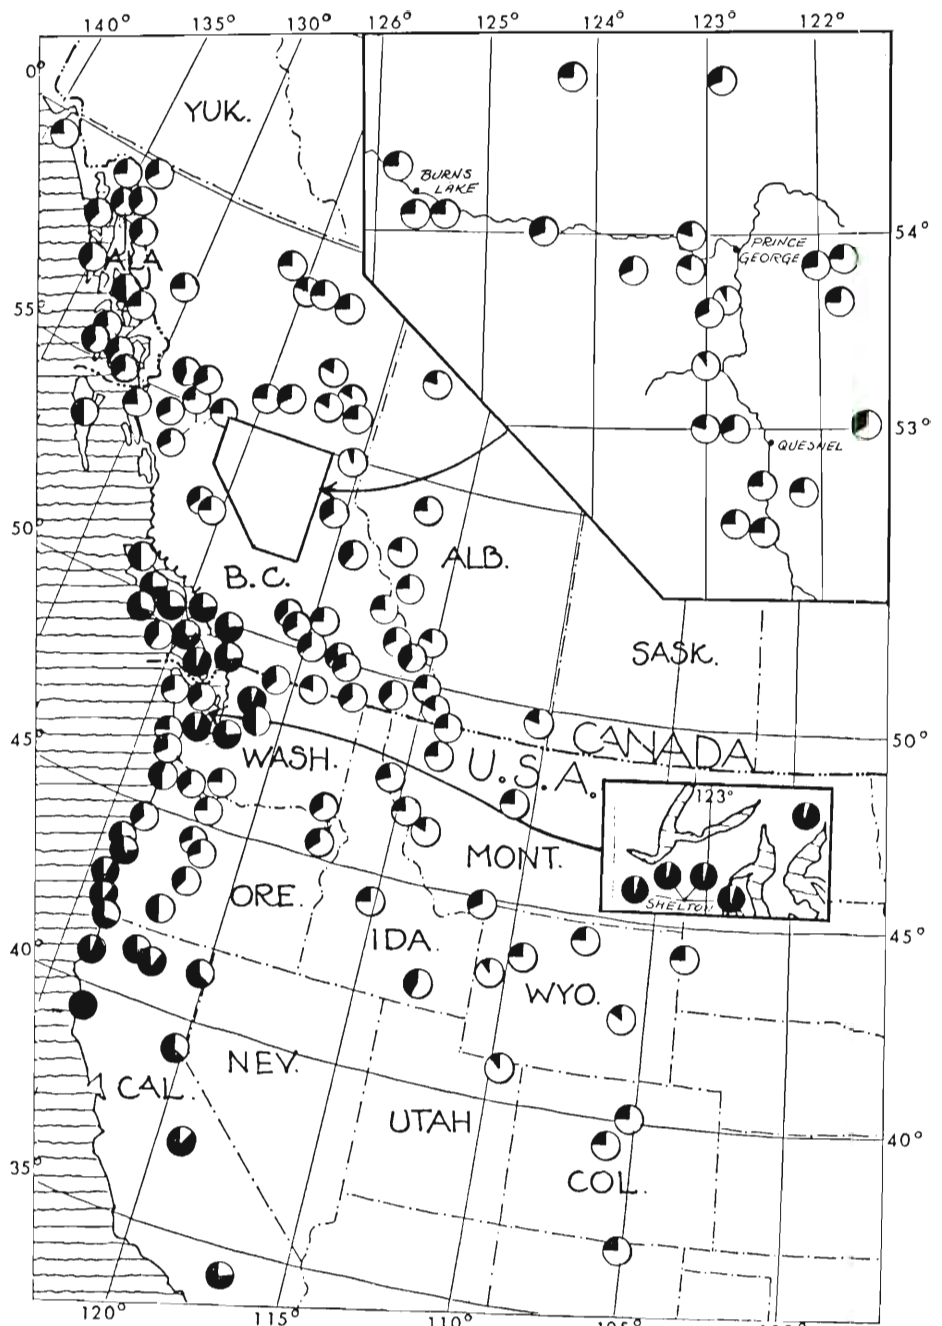 140° 135° 130° 126° 125° 124° 123° 122°
0°
YUK.
BURNS
LAKE
54°
PRINCE
GEORGE
ALA
55°
53°
QUESNEL
50°
ALB.
B.C.
SASK.
45°
CANADA
50°
WASH.
U.S.A.
123°
MONT.
ORE.
SHELTON
IDA.
45°
40°
WYO.
NEV.
CAL.
UTAH
40°
35°
COL.
120° 115° 110° 105°